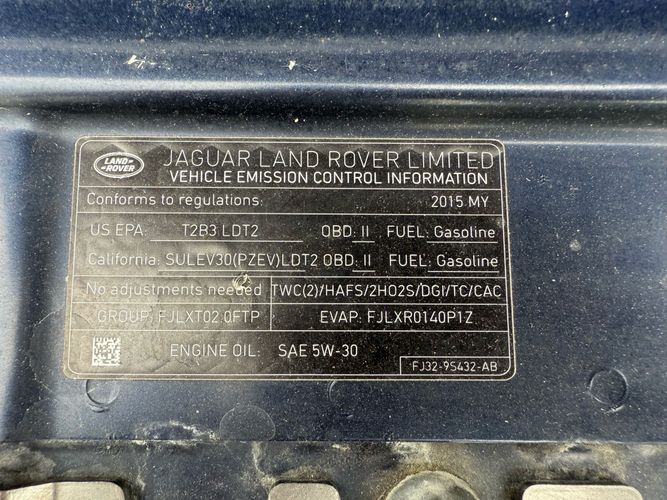 LAND ROVER
JAGUAR LAND ROVER LIMITED
VEHICLE EMISSION CONTROL INFORMATION
Conforms to regulations: 2015 MY
US EPA: T2B3 LDT2 OBD: II FUEL: Gasoline
California: SULEV30(PZEV)LDT2 OBD: II FUEL: Gasoline
No adjustments needed TWC(2)/HAFS/2HO2S/DGI/TC/CAC
GROUP: FJLXT02.0FTP EVAP: FJLXR0140P1Z
ENGINE OIL: SAE 5W-30
FJ32-9S432-AB